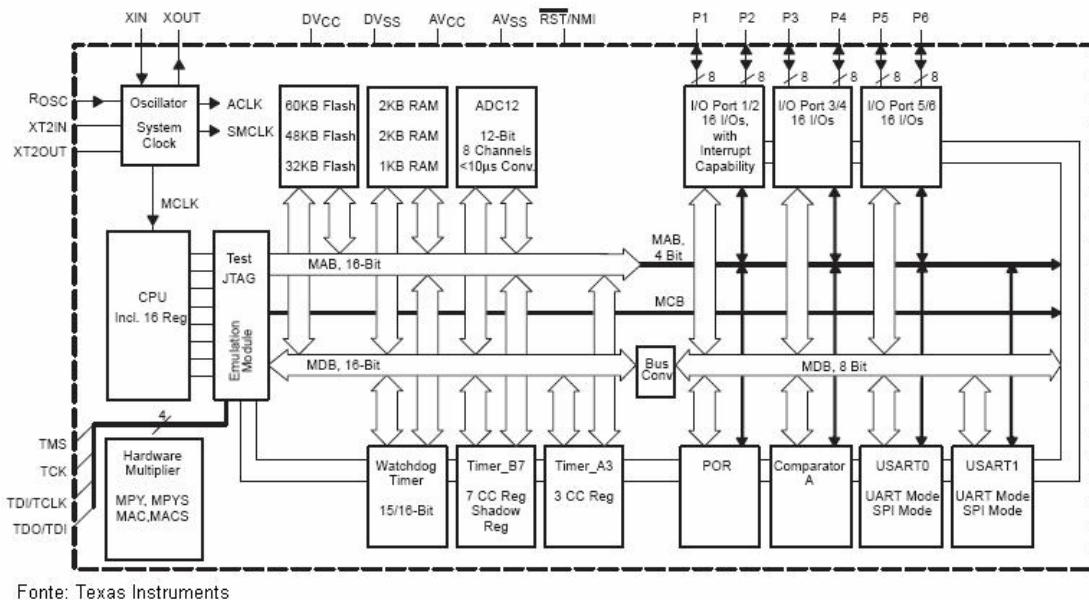 XIN XOUT DVCC DVSS AVCC AVSS RST/NMI P1 P2 P3 P4 P5 P6
8 8 8 8 8 8
ROSC
XT2IN
XT2OUT
Oscillator
System
Clock
ACLK
SMCLK
MCLK
60KB Flash
48KB Flash
32KB Flash
2KB RAM
2KB RAM
1KB RAM
ADC12
12-Bit
8 Channels
<10µs Conv.
I/O Port 1/2
16 I/Os,
with
Interrupt
Capability
I/O Port 3/4
16 I/Os
I/O Port 5/6
16 I/Os
CPU
Incl. 16 Reg
Test
JTAG
Emulation
Module
MAB, 16-Bit
MAB,
4 Bit
MCB
MDB, 16-Bit
Bus
Conv
MDB, 8 Bit
4
TMS
TCK
TDI/TCLK
TDO/TDI
Hardware
Multiplier
MPY, MPYS
MAC,MACS
Watchdog
Timer
15/16-Bit
Timer_B7
7 CC Reg
Shadow
Reg
Timer_A3
3 CC Reg
POR
Comparator
A
USART0
UART Mode
SPI Mode
USART1
UART Mode
SPI Mode
Fonte: Texas Instruments